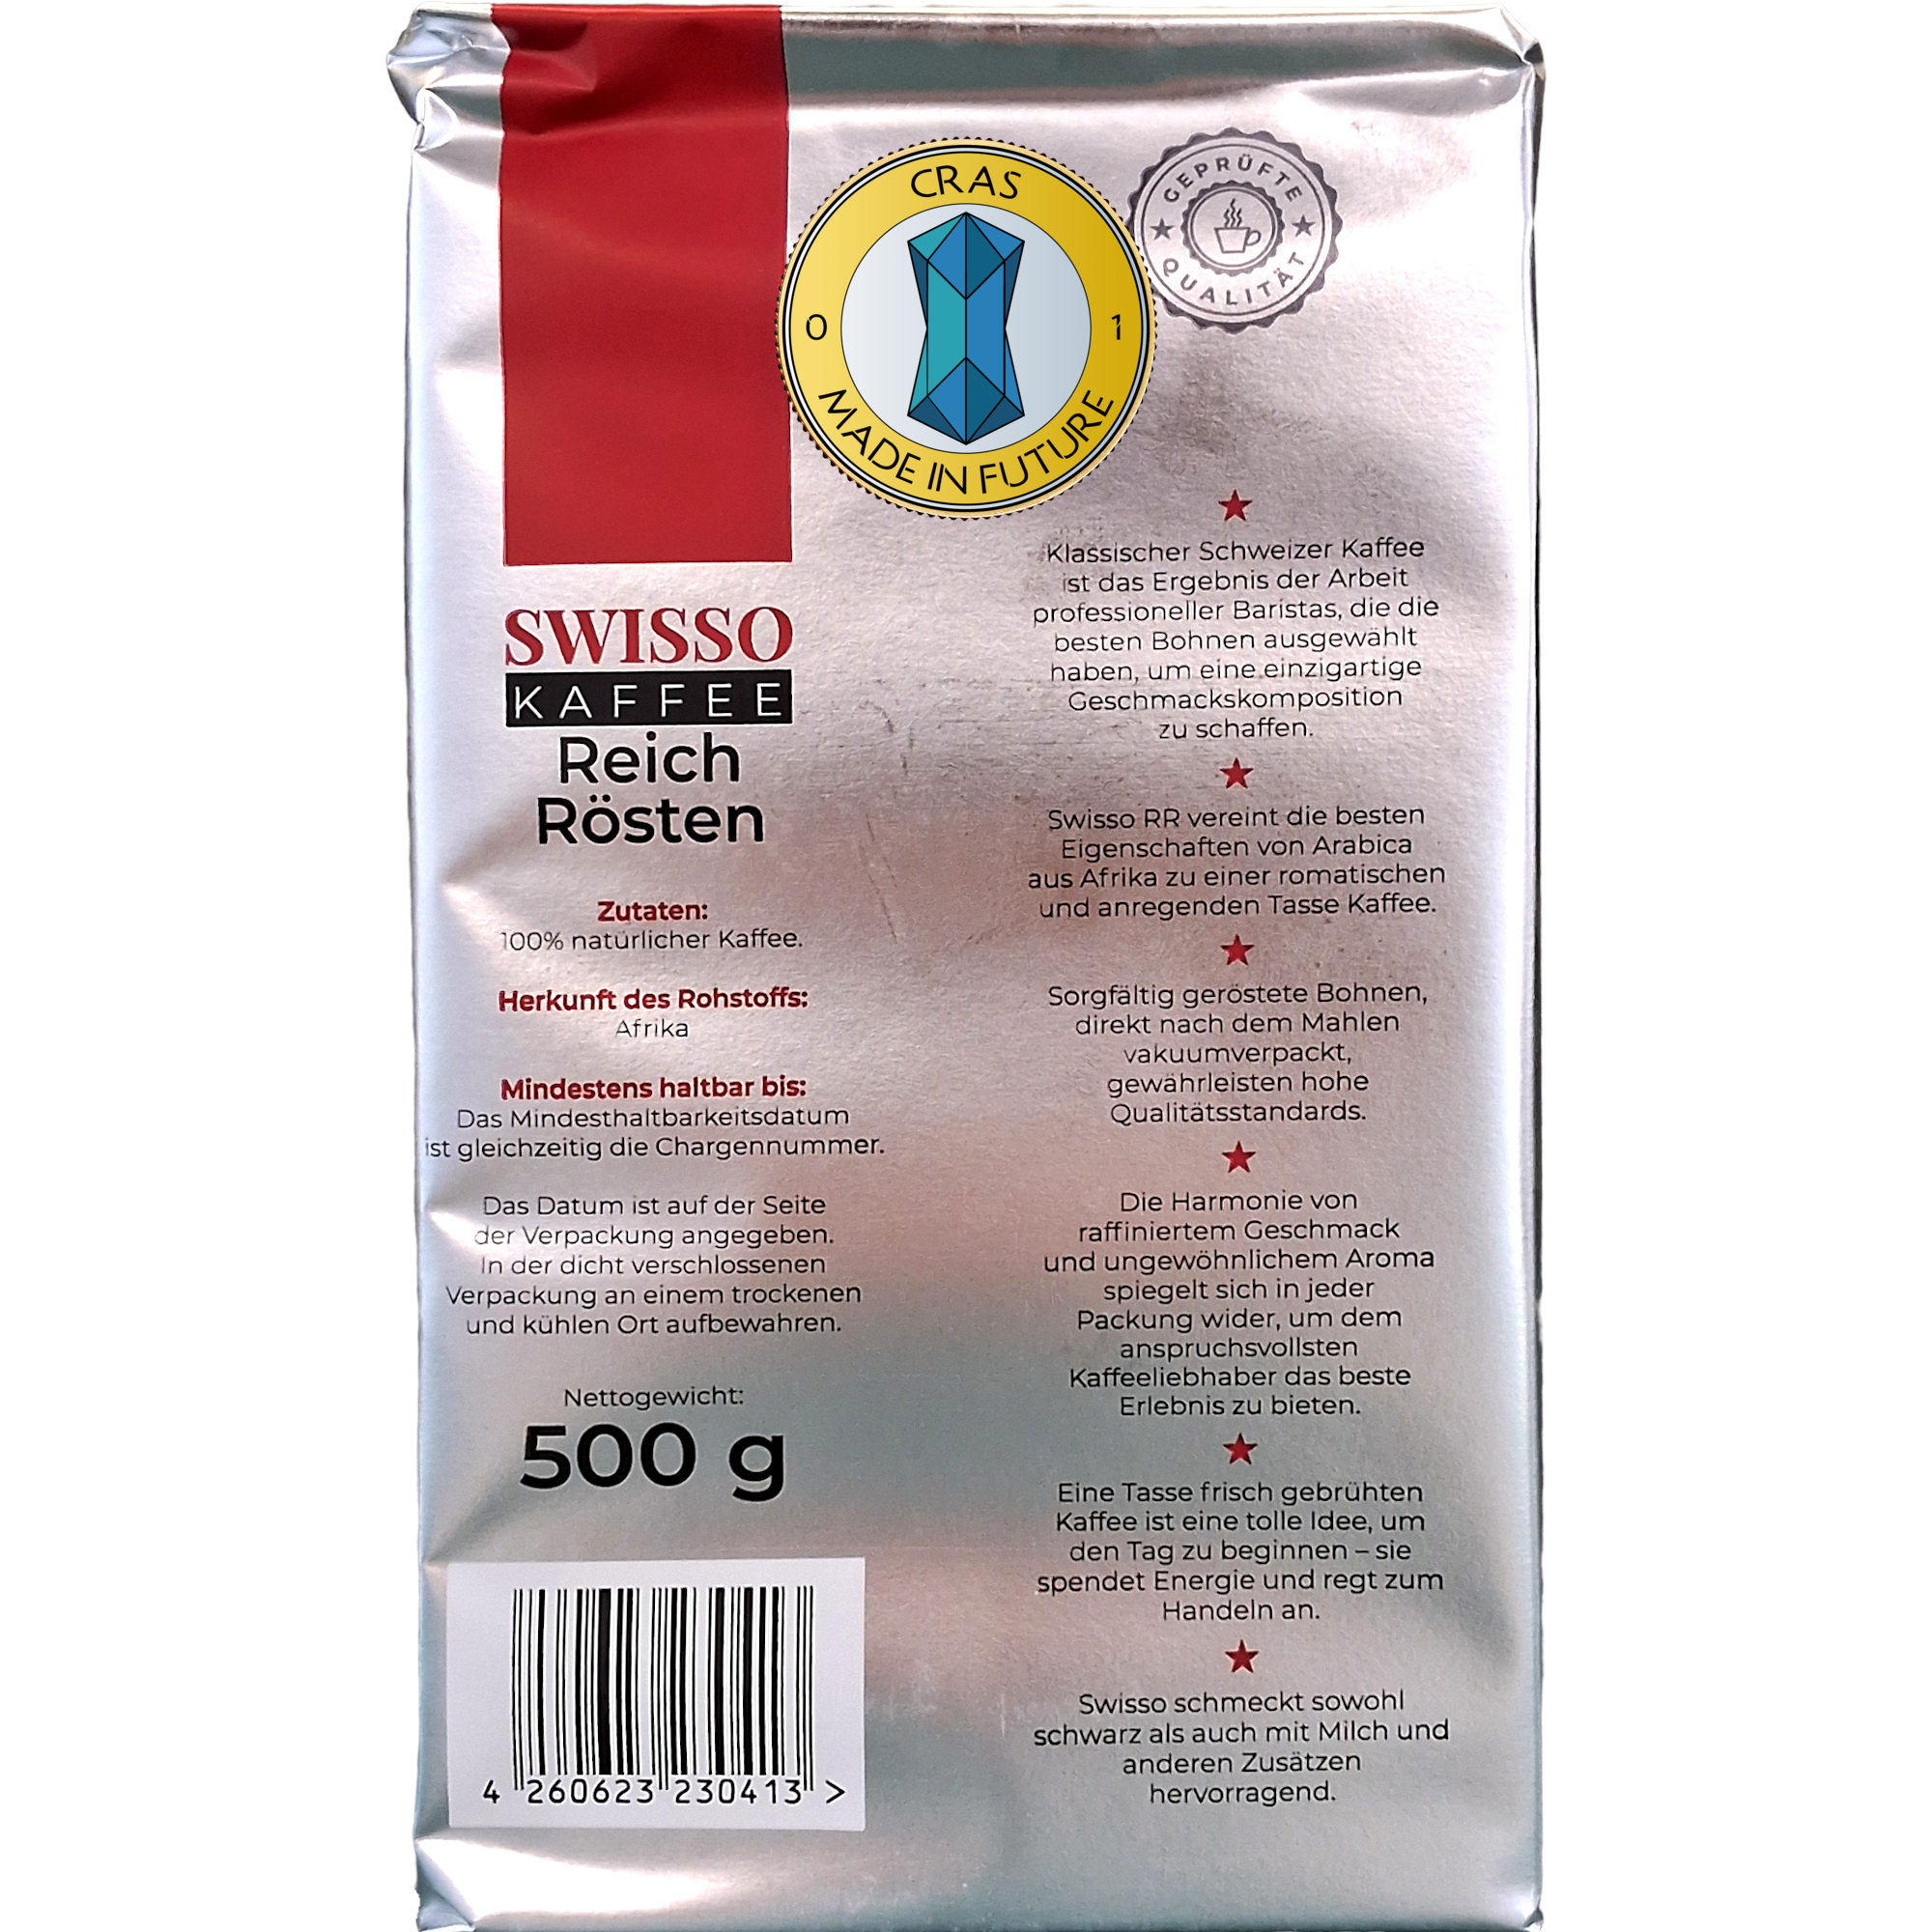 CRAS
0 1
MADE IN FUTURE
GEPRÜFTE
QUALITÄT
SWISSO
KAFFEE
Reich
Rösten
Zutaten:
100% natürlicher Kaffee.
Herkunft des Rohstoffs:
Afrika
Mindestens haltbar bis:
Das Mindesthaltbarkeitsdatum
ist gleichzeitig die Chargennummer.
Das Datum ist auf der Seite
der Verpackung angegeben.
In der dicht verschlossenen
Verpackung an einem trockenen
und kühlen Ort aufbewahren.
Nettogewicht:
500 g
4 260623 230413 >
Klassischer Schweizer Kaffee
ist das Ergebnis der Arbeit
professioneller Baristas, die die
besten Bohnen ausgewählt
haben, um eine einzigartige
Geschmackskomposition
zu schaffen.
Swisso RR vereint die besten
Eigenschaften von Arabica
aus Afrika zu einer romatischen
und anregenden Tasse Kaffee.
Sorgfältig geröstete Bohnen,
direkt nach dem Mahlen
vakuumverpackt,
gewährleisten hohe
Qualitätsstandards.
Die Harmonie von
raffiniertem Geschmack
und ungewöhnlichem Aroma
spiegelt sich in jeder
Packung wider, um dem
anspruchsvollsten
Kaffeeliebhaber das beste
Erlebnis zu bieten.
Eine Tasse frisch gebrühten
Kaffee ist eine tolle Idee, um
den Tag zu beginnen – sie
spendet Energie und regt zum
Handeln an.
Swisso schmeckt sowohl
schwarz als auch mit Milch und
anderen Zusätzen
hervorragend.